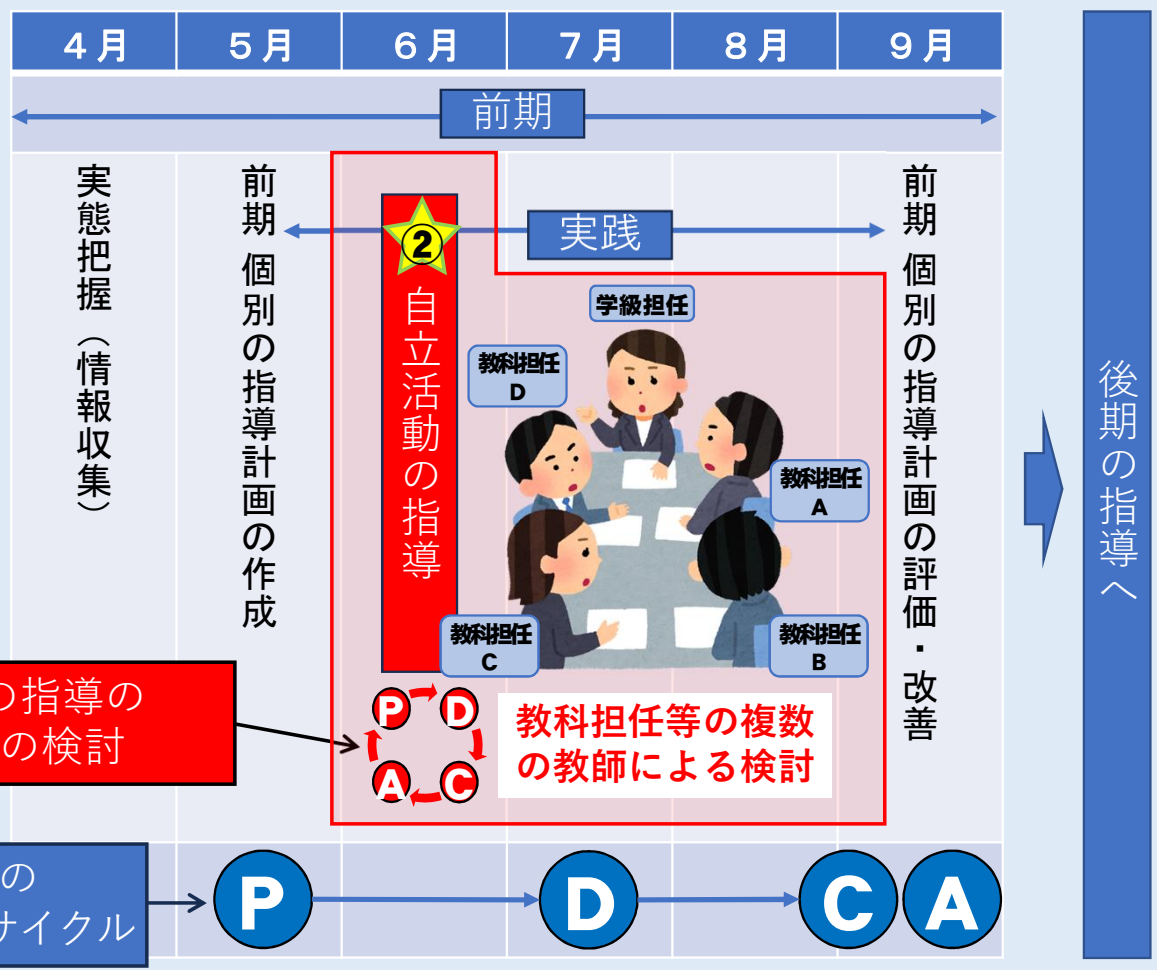 4月
5月
6月
7月
8月
9月
前期
実態把握（情報収集）
前期 個別の指導計画の作成
実践
②
自立活動の指導
学級担任
教科担任
D
教科担任
A
教科担任
C
教科担任
B
前期 個別の指導計画の評価・改善
の指導の
の検討
P
D
A
C
教科担任等の複数
の教師による検討
の
サイクル
P
D
C
A
後期の指導へ